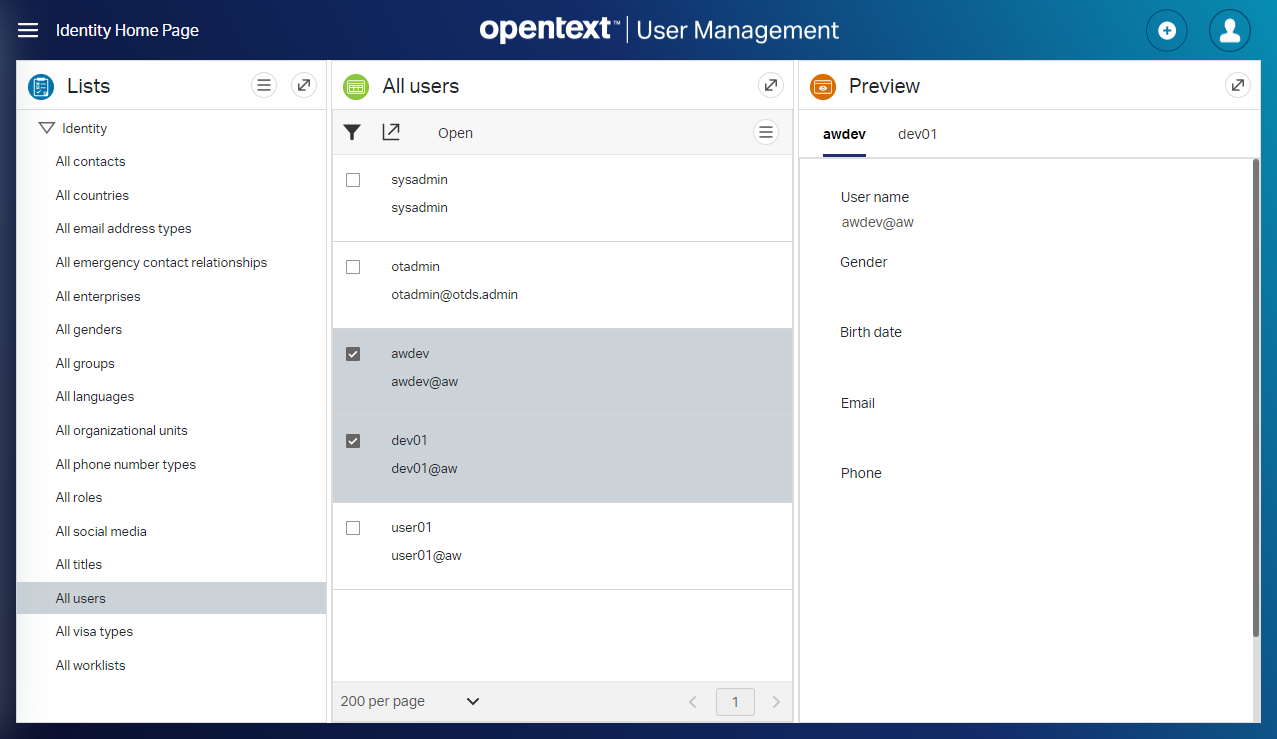 Identity Home Page
opentext™ | User Management
Lists
Identity
All contacts
All countries
All email address types
All emergency contact relationships
All enterprises
All genders
All groups
All languages
All organizational units
All phone number types
All roles
All social media
All titles
All users
All visa types
All worklists
All users
Open
sysadmin
sysadmin
otadmin
otadmin@otds.admin
awdev
awdev@aw
dev01
dev01@aw
user01
user01@aw
200 per page
1
Preview
awdev dev01
User name
awdev@aw
Gender
Birth date
Email
Phone